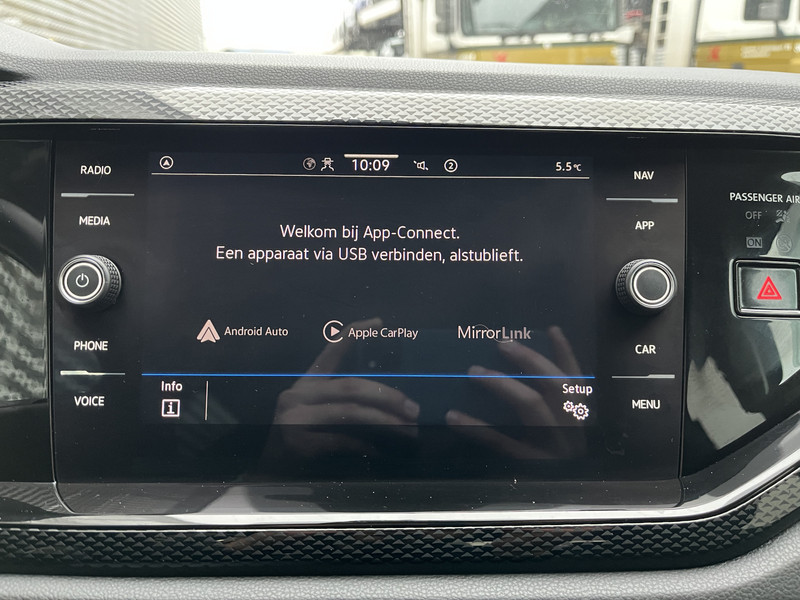 RADIO
MEDIA
PHONE
VOICE
10:09
2
5.5°C
Welkom bij App-Connect.
Een apparaat via USB verbinden, alstublieft.
Android Auto
Apple CarPlay
MirrorLink
Info
i
Setup
NAV
APP
CAR
MENU
PASSENGER AIR
OFF
ON